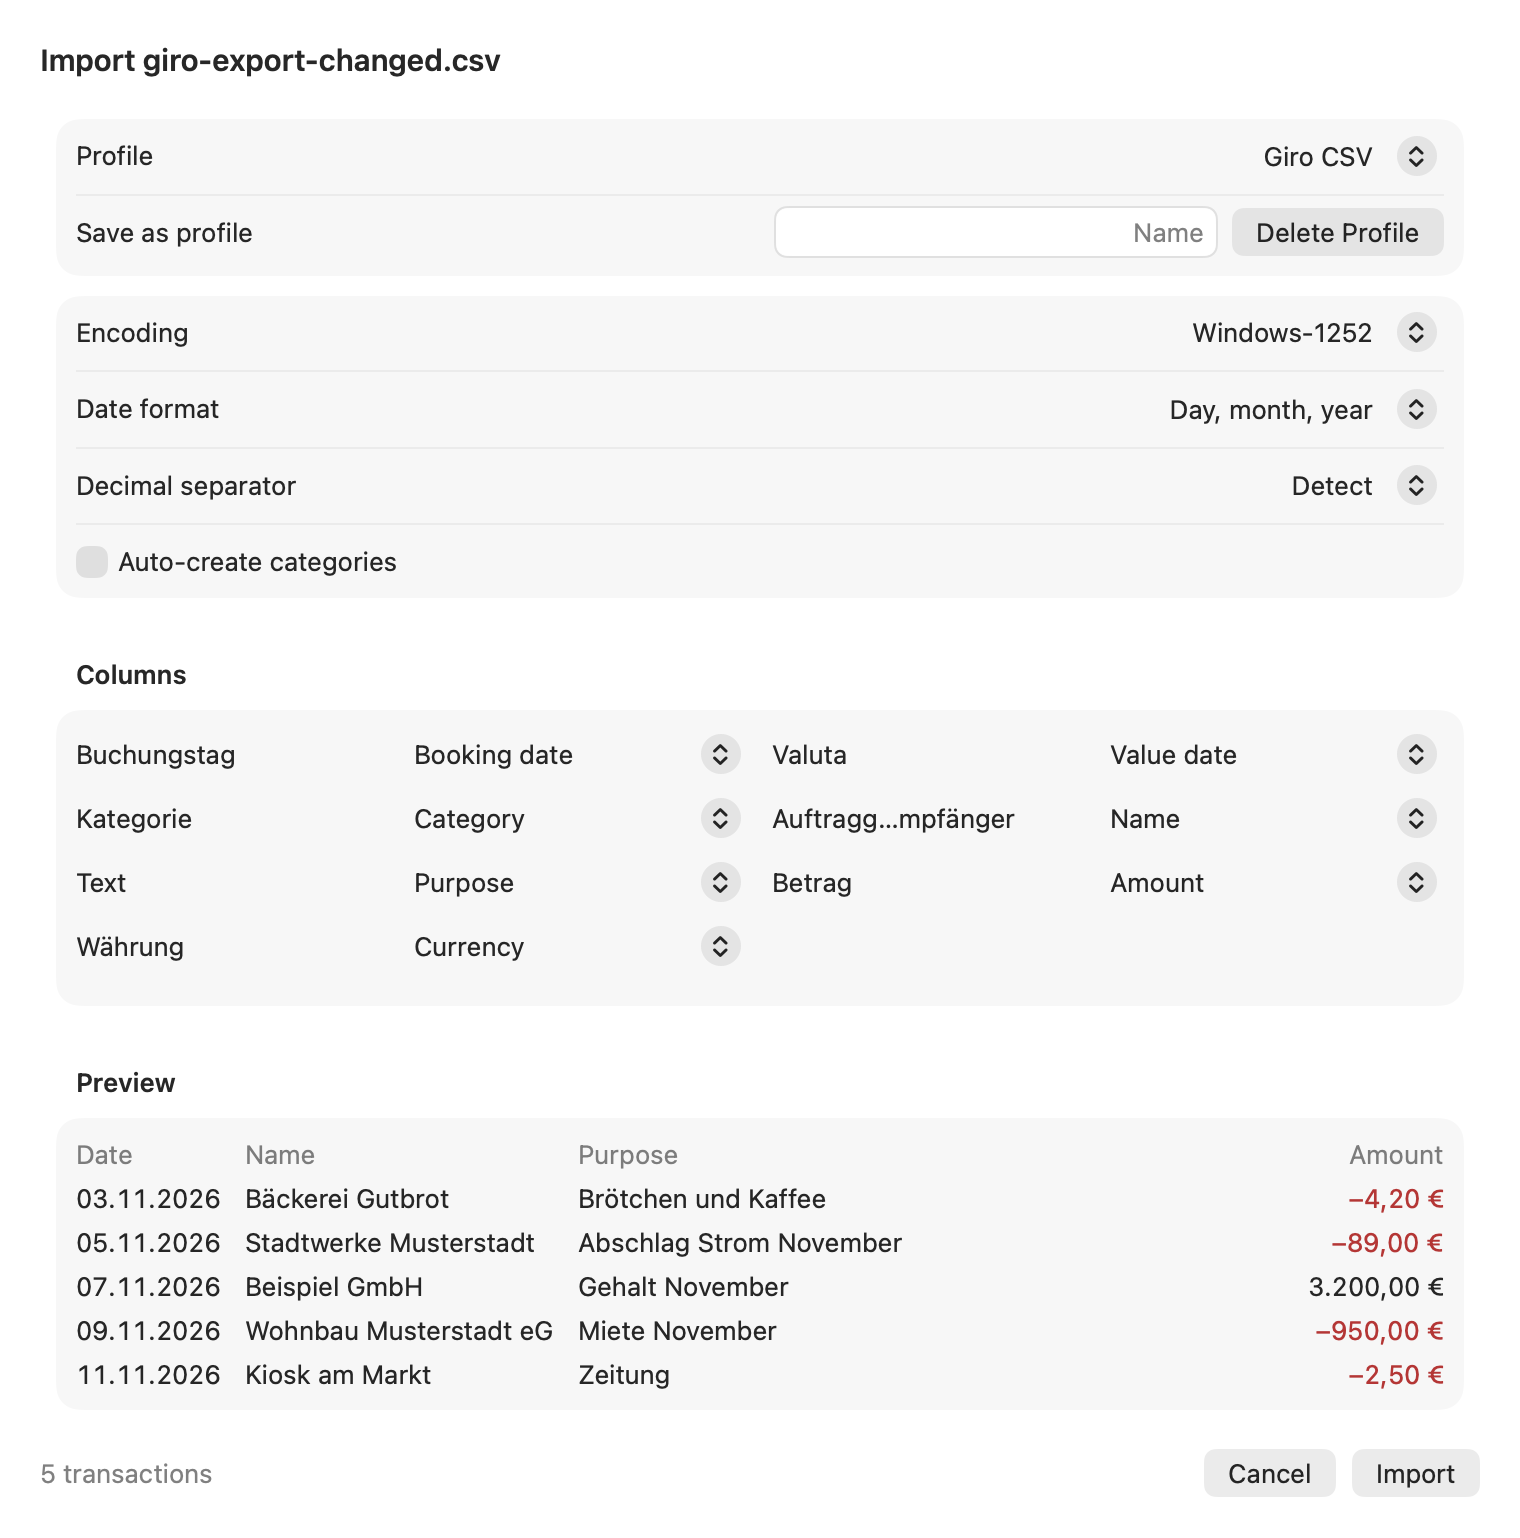 Import giro-export-changed.csv
Profile Giro CSV
Save as profile Name Delete Profile
Encoding Windows-1252
Date format Day, month, year
Decimal separator Detect
Auto-create categories
Columns
Buchungstag Booking date Valuta Value date
Kategorie Category Auftragg...mpfänger Name
Text Purpose Betrag Amount
Währung Currency
Preview
Date Name Purpose Amount
03.11.2026 Bäckerei Gutbrot Brötchen und Kaffee –4,20 €
05.11.2026 Stadtwerke Musterstadt Abschlag Strom November –89,00 €
07.11.2026 Beispiel GmbH Gehalt November 3.200,00 €
09.11.2026 Wohnbau Musterstadt eG Miete November –950,00 €
11.11.2026 Kiosk am Markt Zeitung –2,50 €
5 transactions Cancel Import